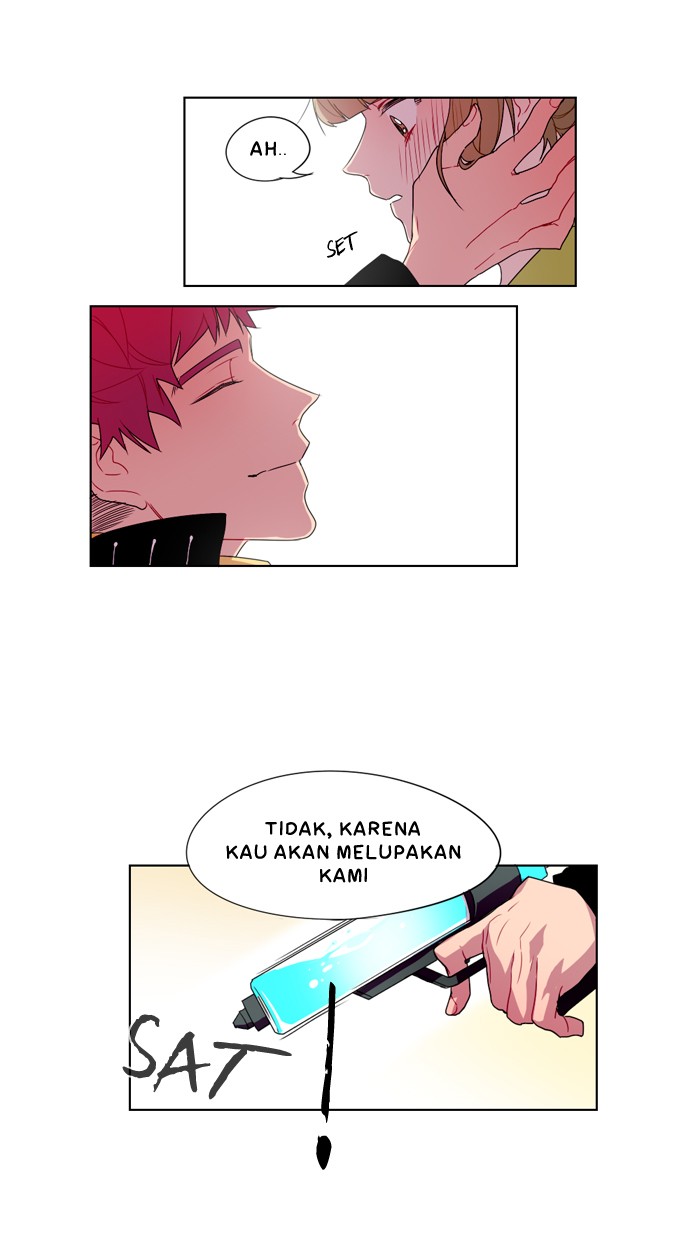 AH..
SET
TIDAK, KARENA
KAU AKAN MELUPAKAN
KAMI
SAT!